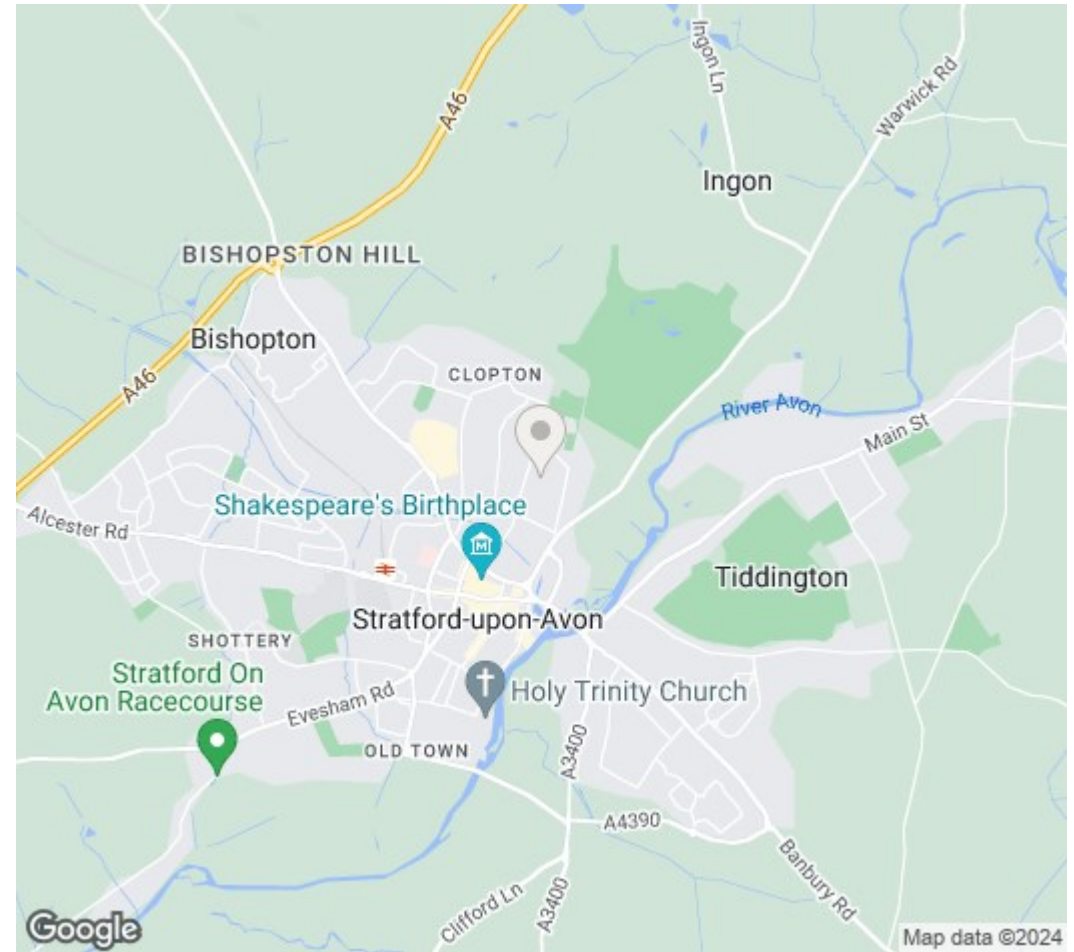 A46
Ingon Ln
Warwick Rd
Ingon
BISHOPSTON HILL
Bishopton
A46
CLOPTON
River Avon
Main St
Shakespeare's Birthplace
Alcester Rd
Tiddington
Stratford-upon-Avon
SHOTTERY
Stratford On
Avon Racecourse
Evesham Rd
Holy Trinity Church
OLD TOWN
A3400
A4390
Banbury Rd
Clifford Ln
A3400
Google
Map data ©2024